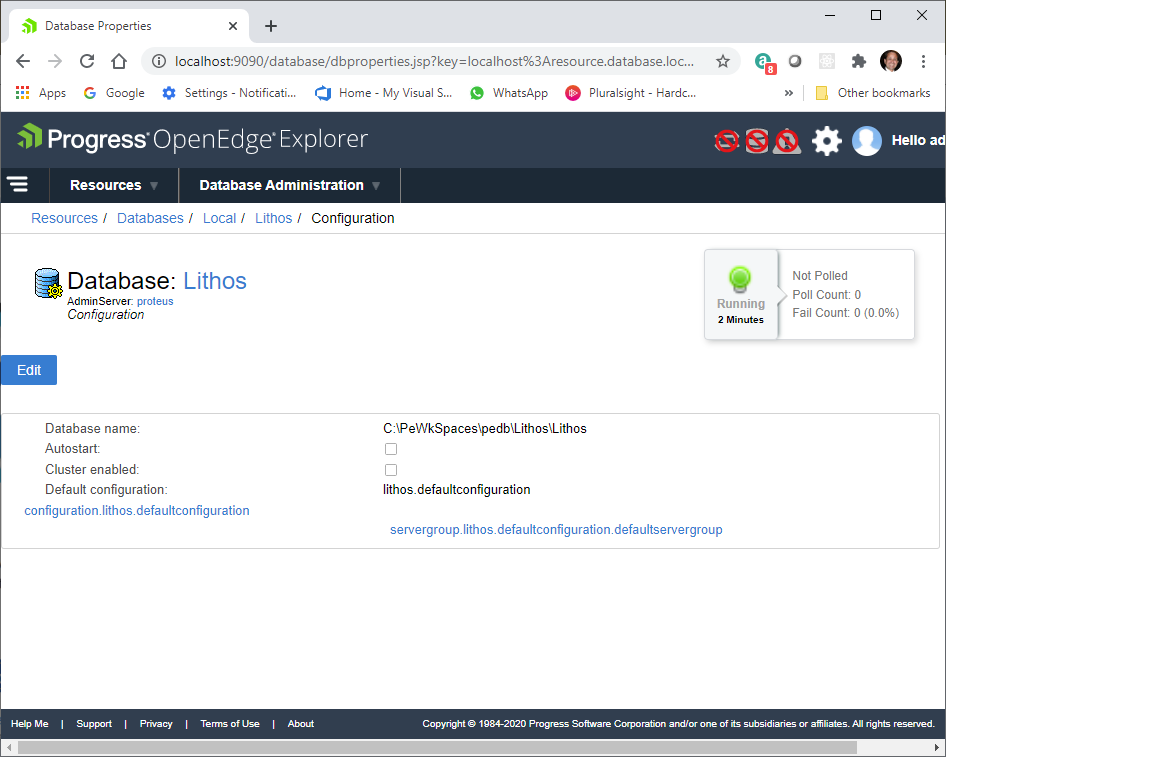 Database Properties
localhost:9090/database/dbproperties.jsp?key=localhost%3Aresource.database.loc...
8
Apps Google Settings - Notificati... Home - My Visual S... WhatsApp Pluralsight - Hardc... » Other bookmarks
Progress OpenEdge Explorer
Hello ad
Resources Database Administration
Resources / Databases / Local / Lithos / Configuration
Database: Lithos
AdminServer: proteus
Configuration
Running
2 Minutes
Not Polled
Poll Count: 0
Fail Count: 0 (0.0%)
Edit
Database name: C:\PeWkSpaces\pedb\Lithos\Lithos
Autostart:
Cluster enabled:
Default configuration: lithos.defaultconfiguration
configuration.lithos.defaultconfiguration
servergroup.lithos.defaultconfiguration.defaultservergroup
Help Me | Support | Privacy | Terms of Use | About Copyright © 1984-2020 Progress Software Corporation and/or one of its subsidiaries or affiliates. All rights reserved.